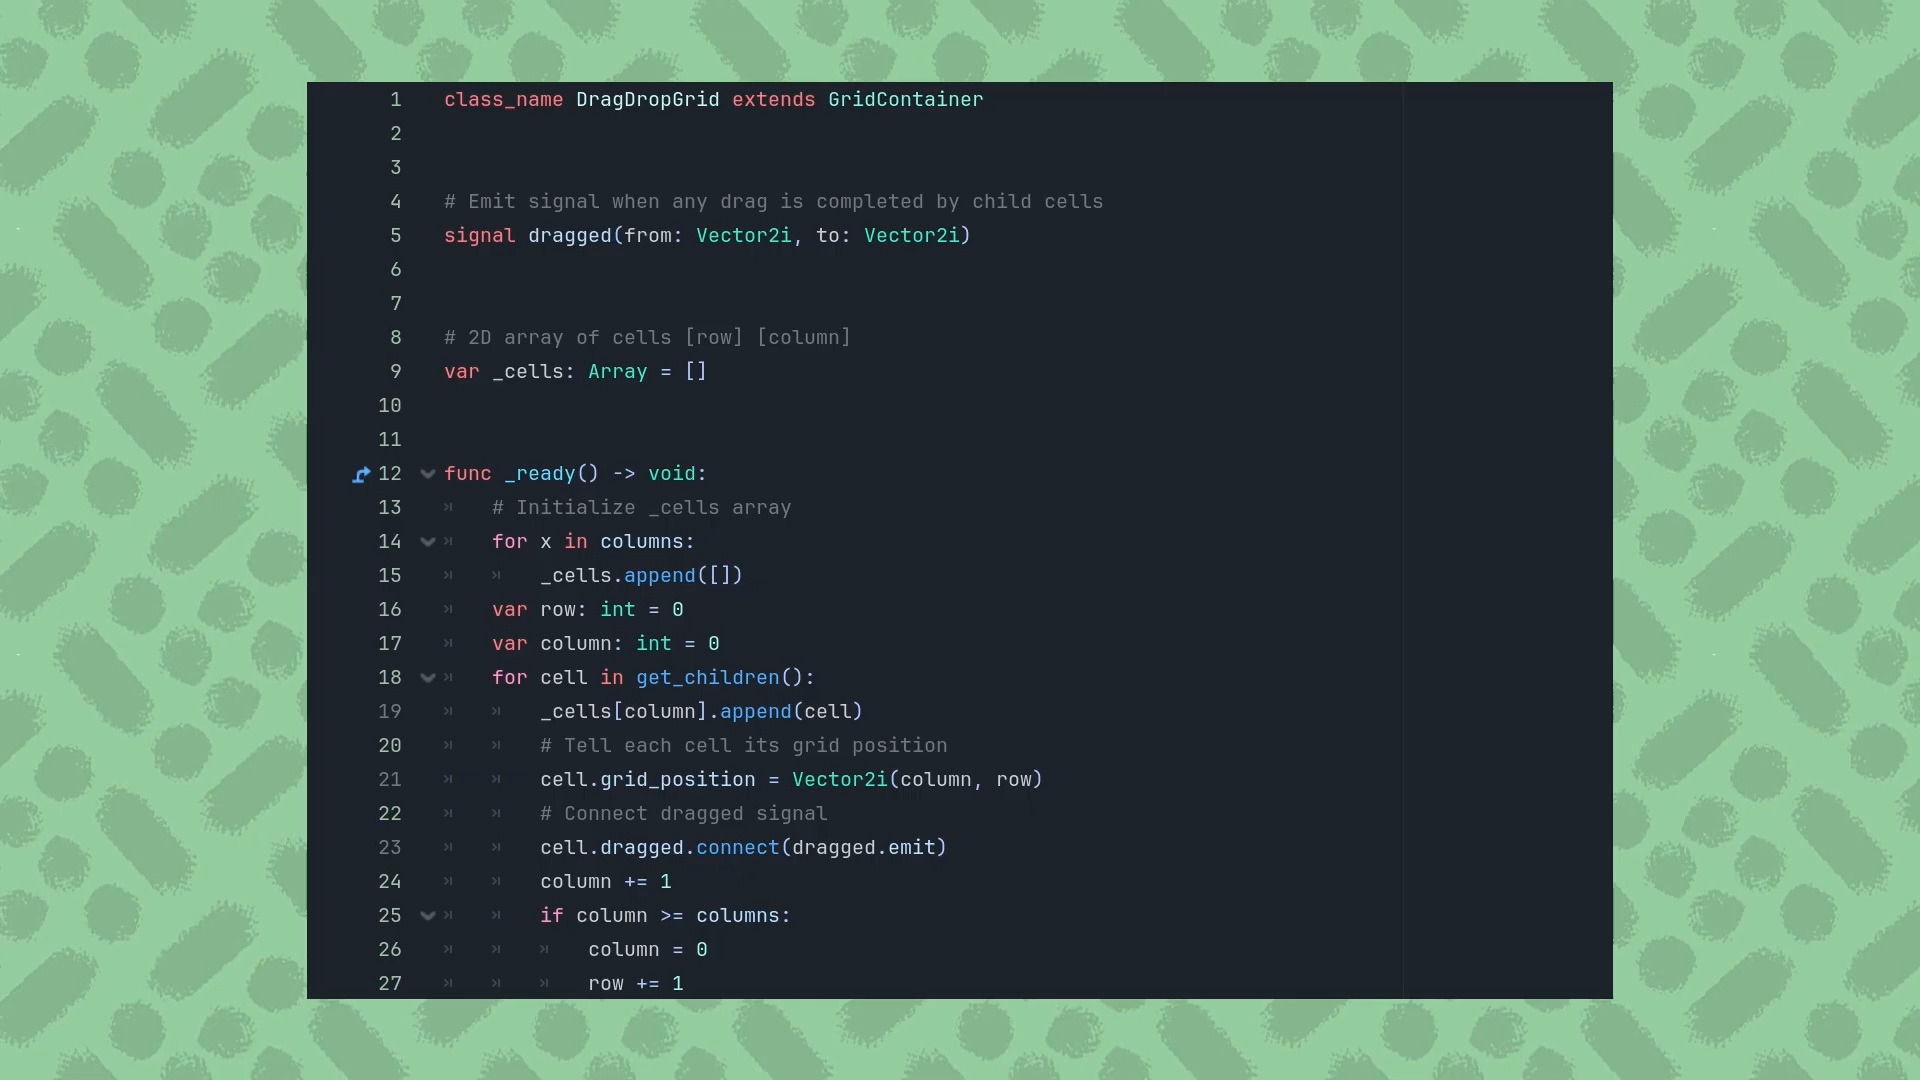 1 class_name DragDropGrid extends GridContainer
2
3
4 # Emit signal when any drag is completed by child cells
5 signal dragged(from: Vector2i, to: Vector2i)
6
7
8 # 2D array of cells [row] [column]
9 var _cells: Array = []
10
11
12 func _ready() -> void:
13 # Initialize _cells array
14 for x in columns:
15 _cells.append([])
16 var row: int = 0
17 var column: int = 0
18 for cell in get_children():
19 _cells[column].append(cell)
20 # Tell each cell its grid position
21 cell.grid_position = Vector2i(column, row)
22 # Connect dragged signal
23 cell.dragged.connect(dragged.emit)
24 column += 1
25 if column >= columns:
26 column = 0
27 row += 1